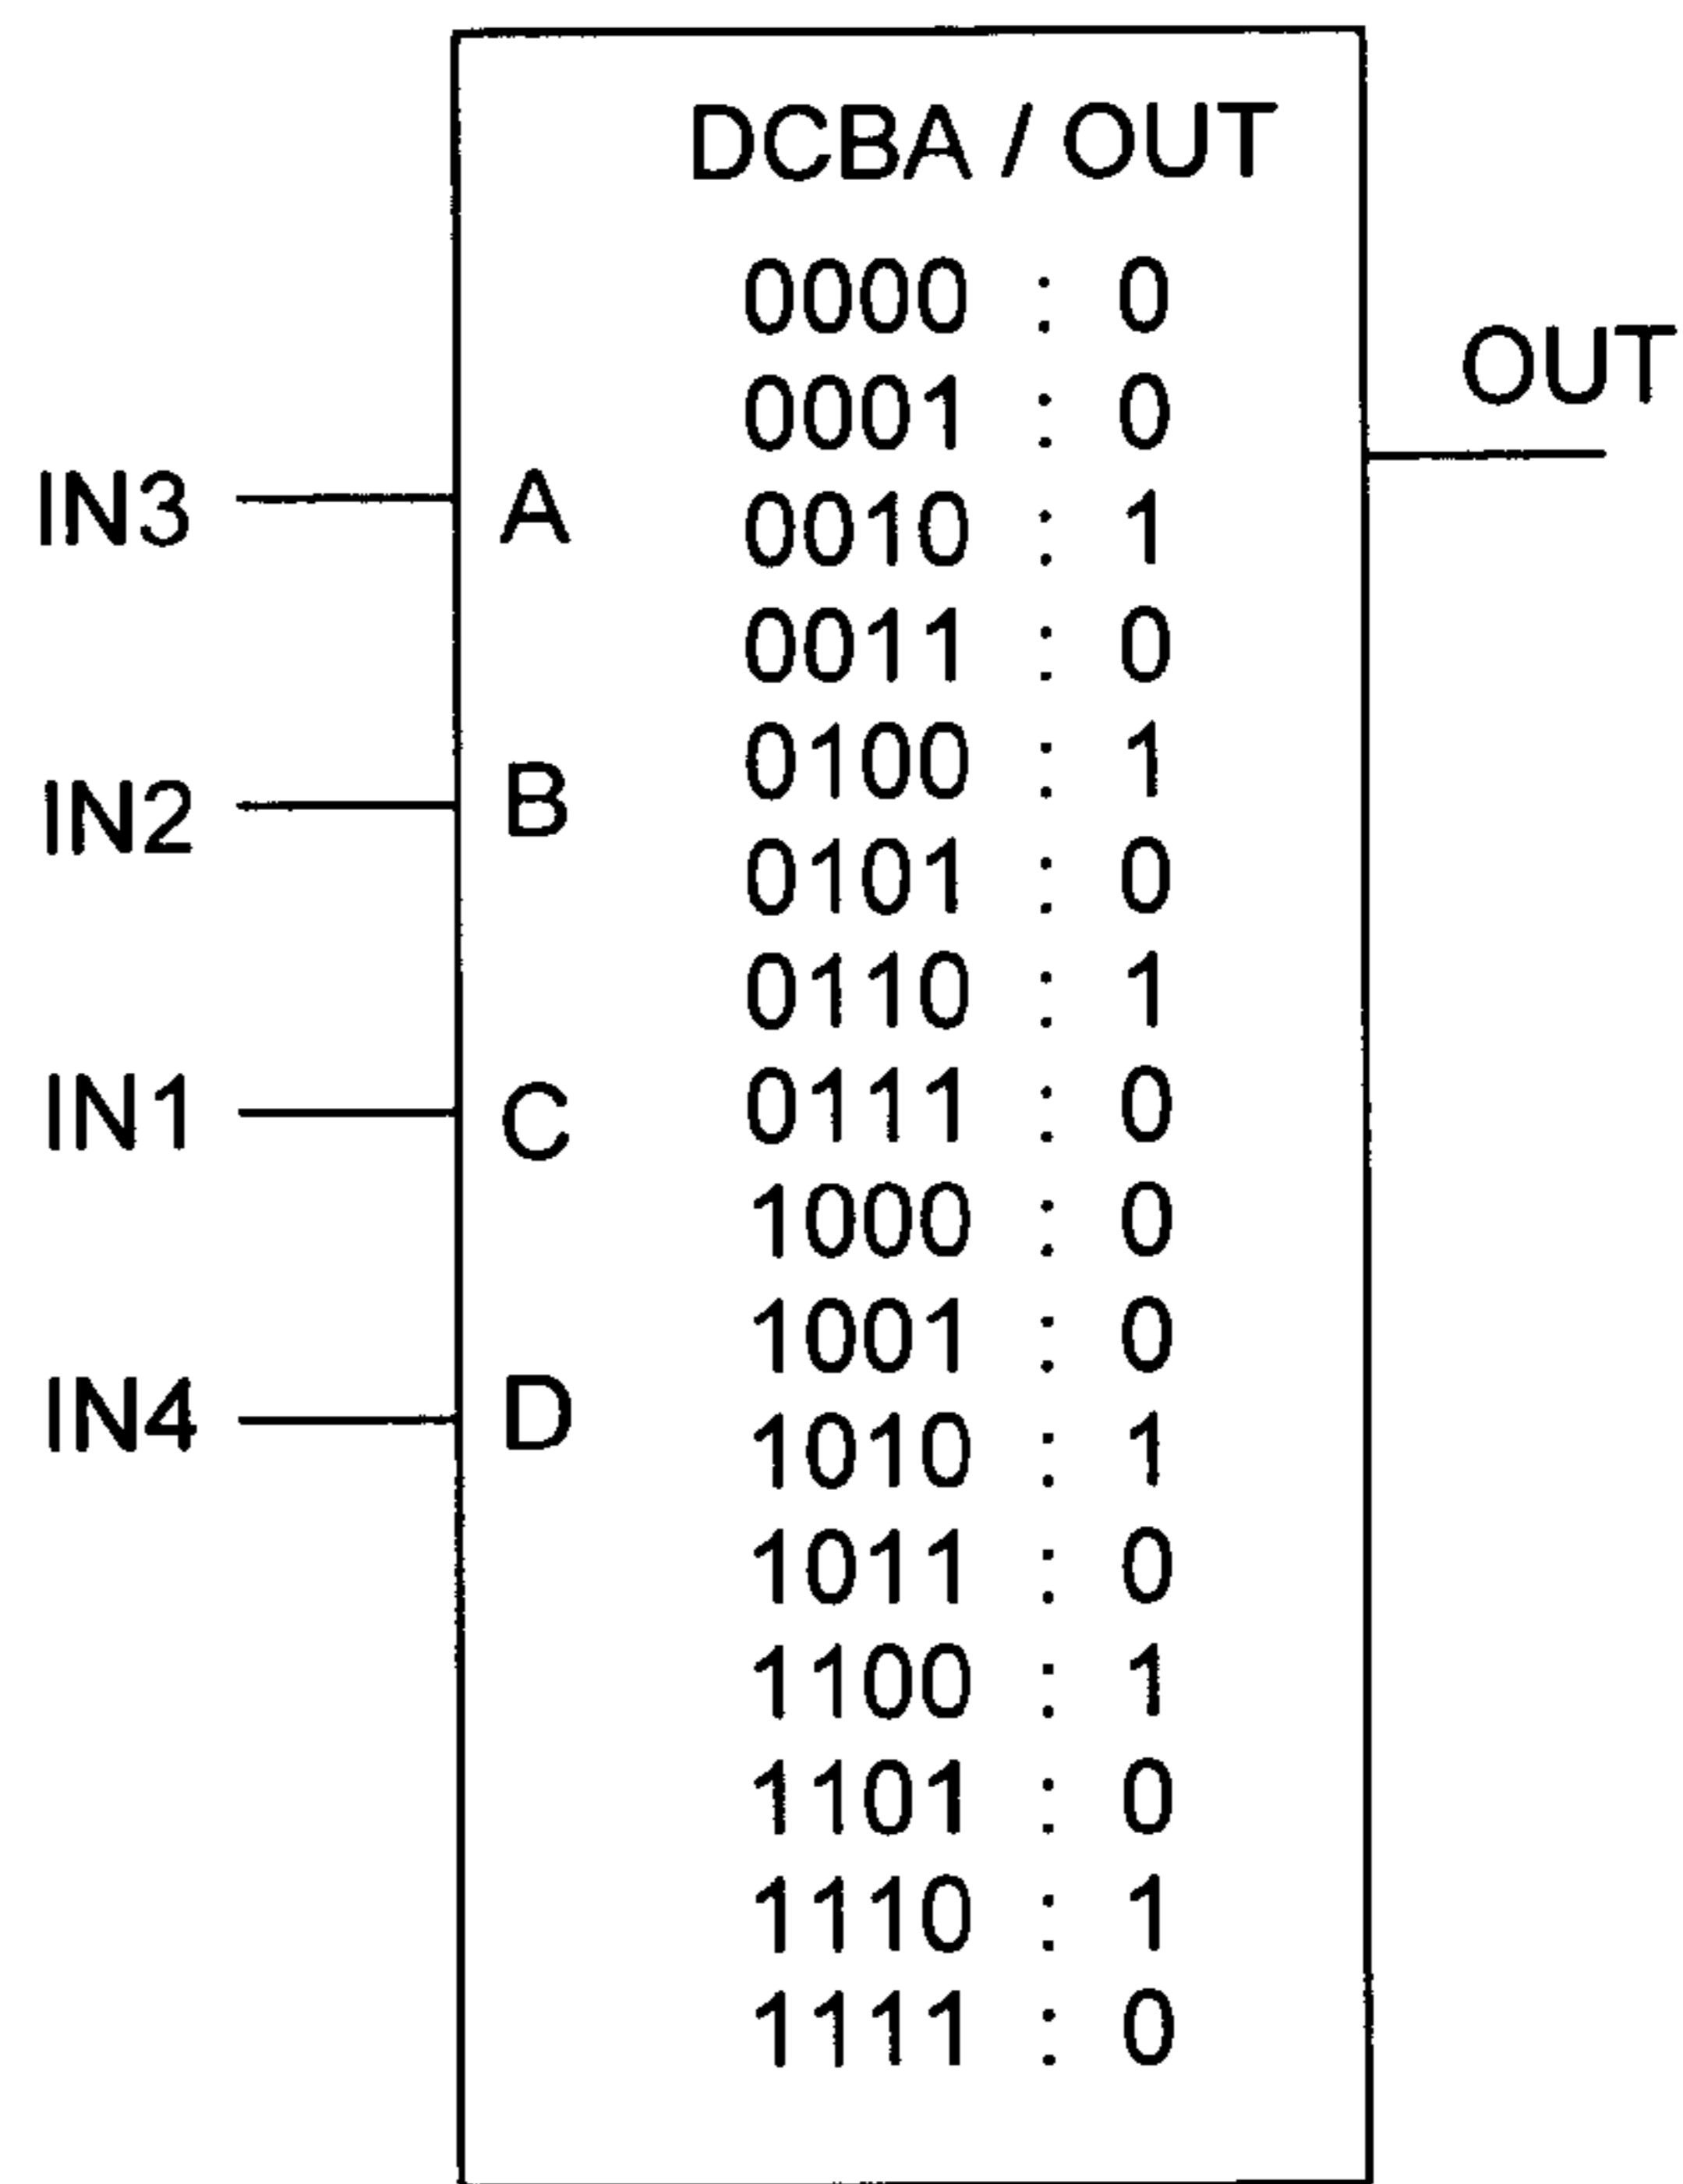 DCBA / OUT
0000 : 0
0001 : 0
0010 : 1
0011 : 0
0100 : 1
0101 : 0
0110 : 1
0111 : 0
1000 : 0
1001 : 0
1010 : 1
1011 : 0
1100 : 1
1101 : 0
1110 : 1
1111 : 0
IN3
A
IN2
B
IN1
C
IN4
D
OUT